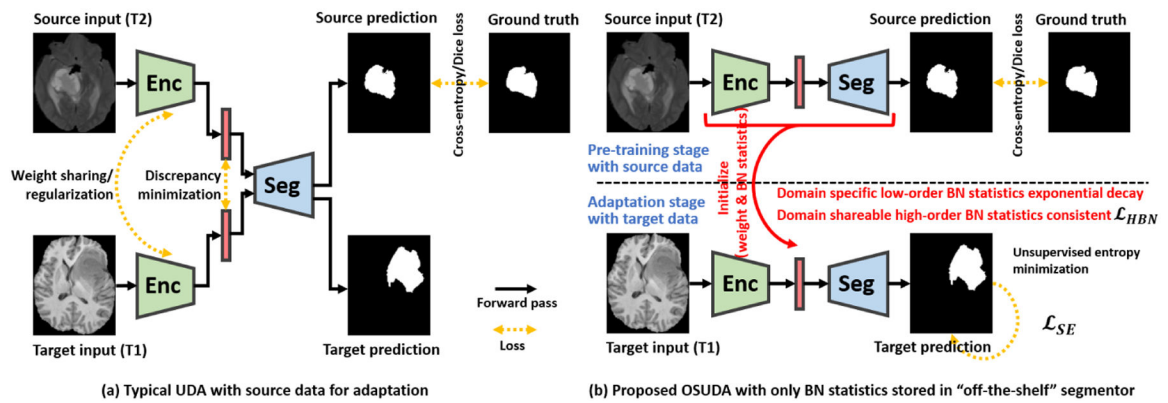 Source input (T2)
Source prediction
Ground truth
Enc
Cross-entropy/Dice loss
Weight sharing/
regularization)
Discrepancy
minimization
Seg
Enc
Forward pass
Loss
Target input (T1)
Target prediction
(a) Typical UDA with source data for adaptation
Source input (T2)
Source prediction
Ground truth
Enc
Seg
Cross-entropy/Dice loss
Pre-training stage
with source data
Initialize
(weight & BN statistics)
Adaptation stage
with target data
Domain specific low-order BN statistics exponential decay
Domain shareable high-order BN statistics consistent ℒ_HBN
Enc
Seg
Unsupervised entropy
minimization
ℒ_SE
Target input (T1)
Target prediction
(b) Proposed OSUDA with only BN statistics stored in “off-the-shelf” segmentor